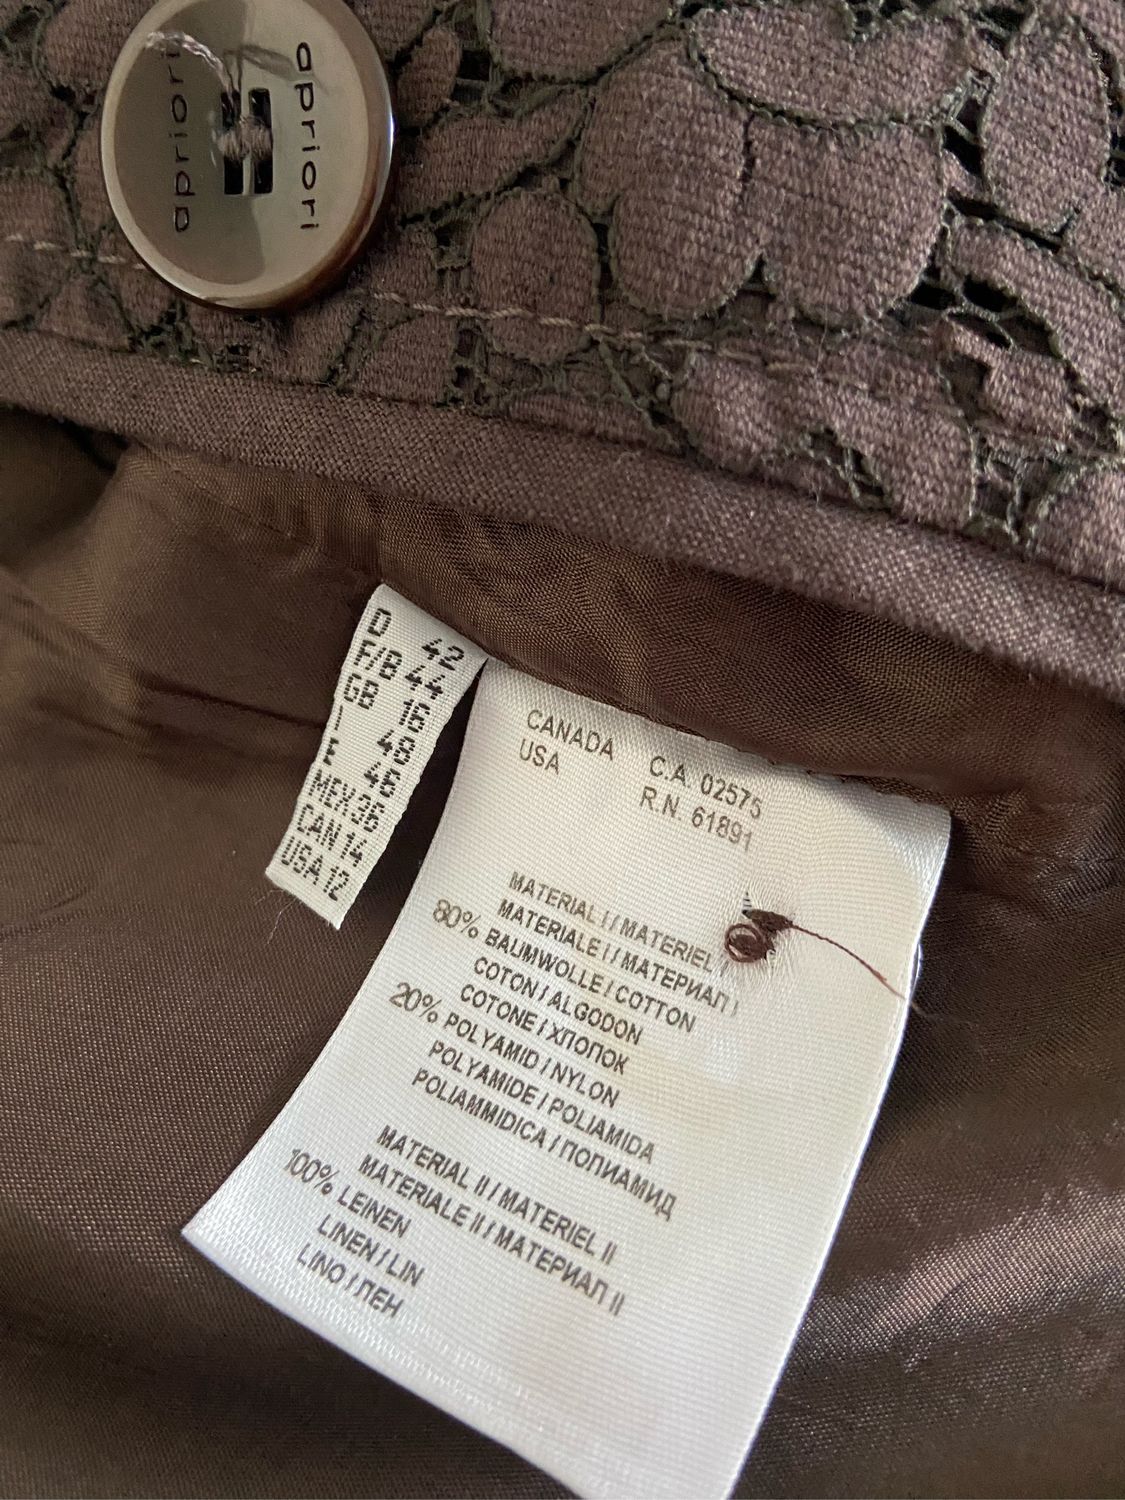 apriori
apriori
D 42
F/B 44
GB 16
I 48
E 46
MEX 36
CAN 14
USA 12
CANADA C.A. 02575
USA R.N. 61891
MATERIAL I / MATERIEL
MATERIALE I / МАТЕРИАЛ I
80% BAUMWOLLE / COTTON
COTON / ALGODON
COTONE / ХЛОПОК
20% POLYAMID / NYLON
POLYAMIDE / POLIAMIDA
POLIAMMIDICA / ПОЛИАМИД
MATERIAL II / MATERIEL II
MATERIALE II / МАТЕРИАЛ II
100% LEINEN
LINEN / LIN
LINO / ЛЕН